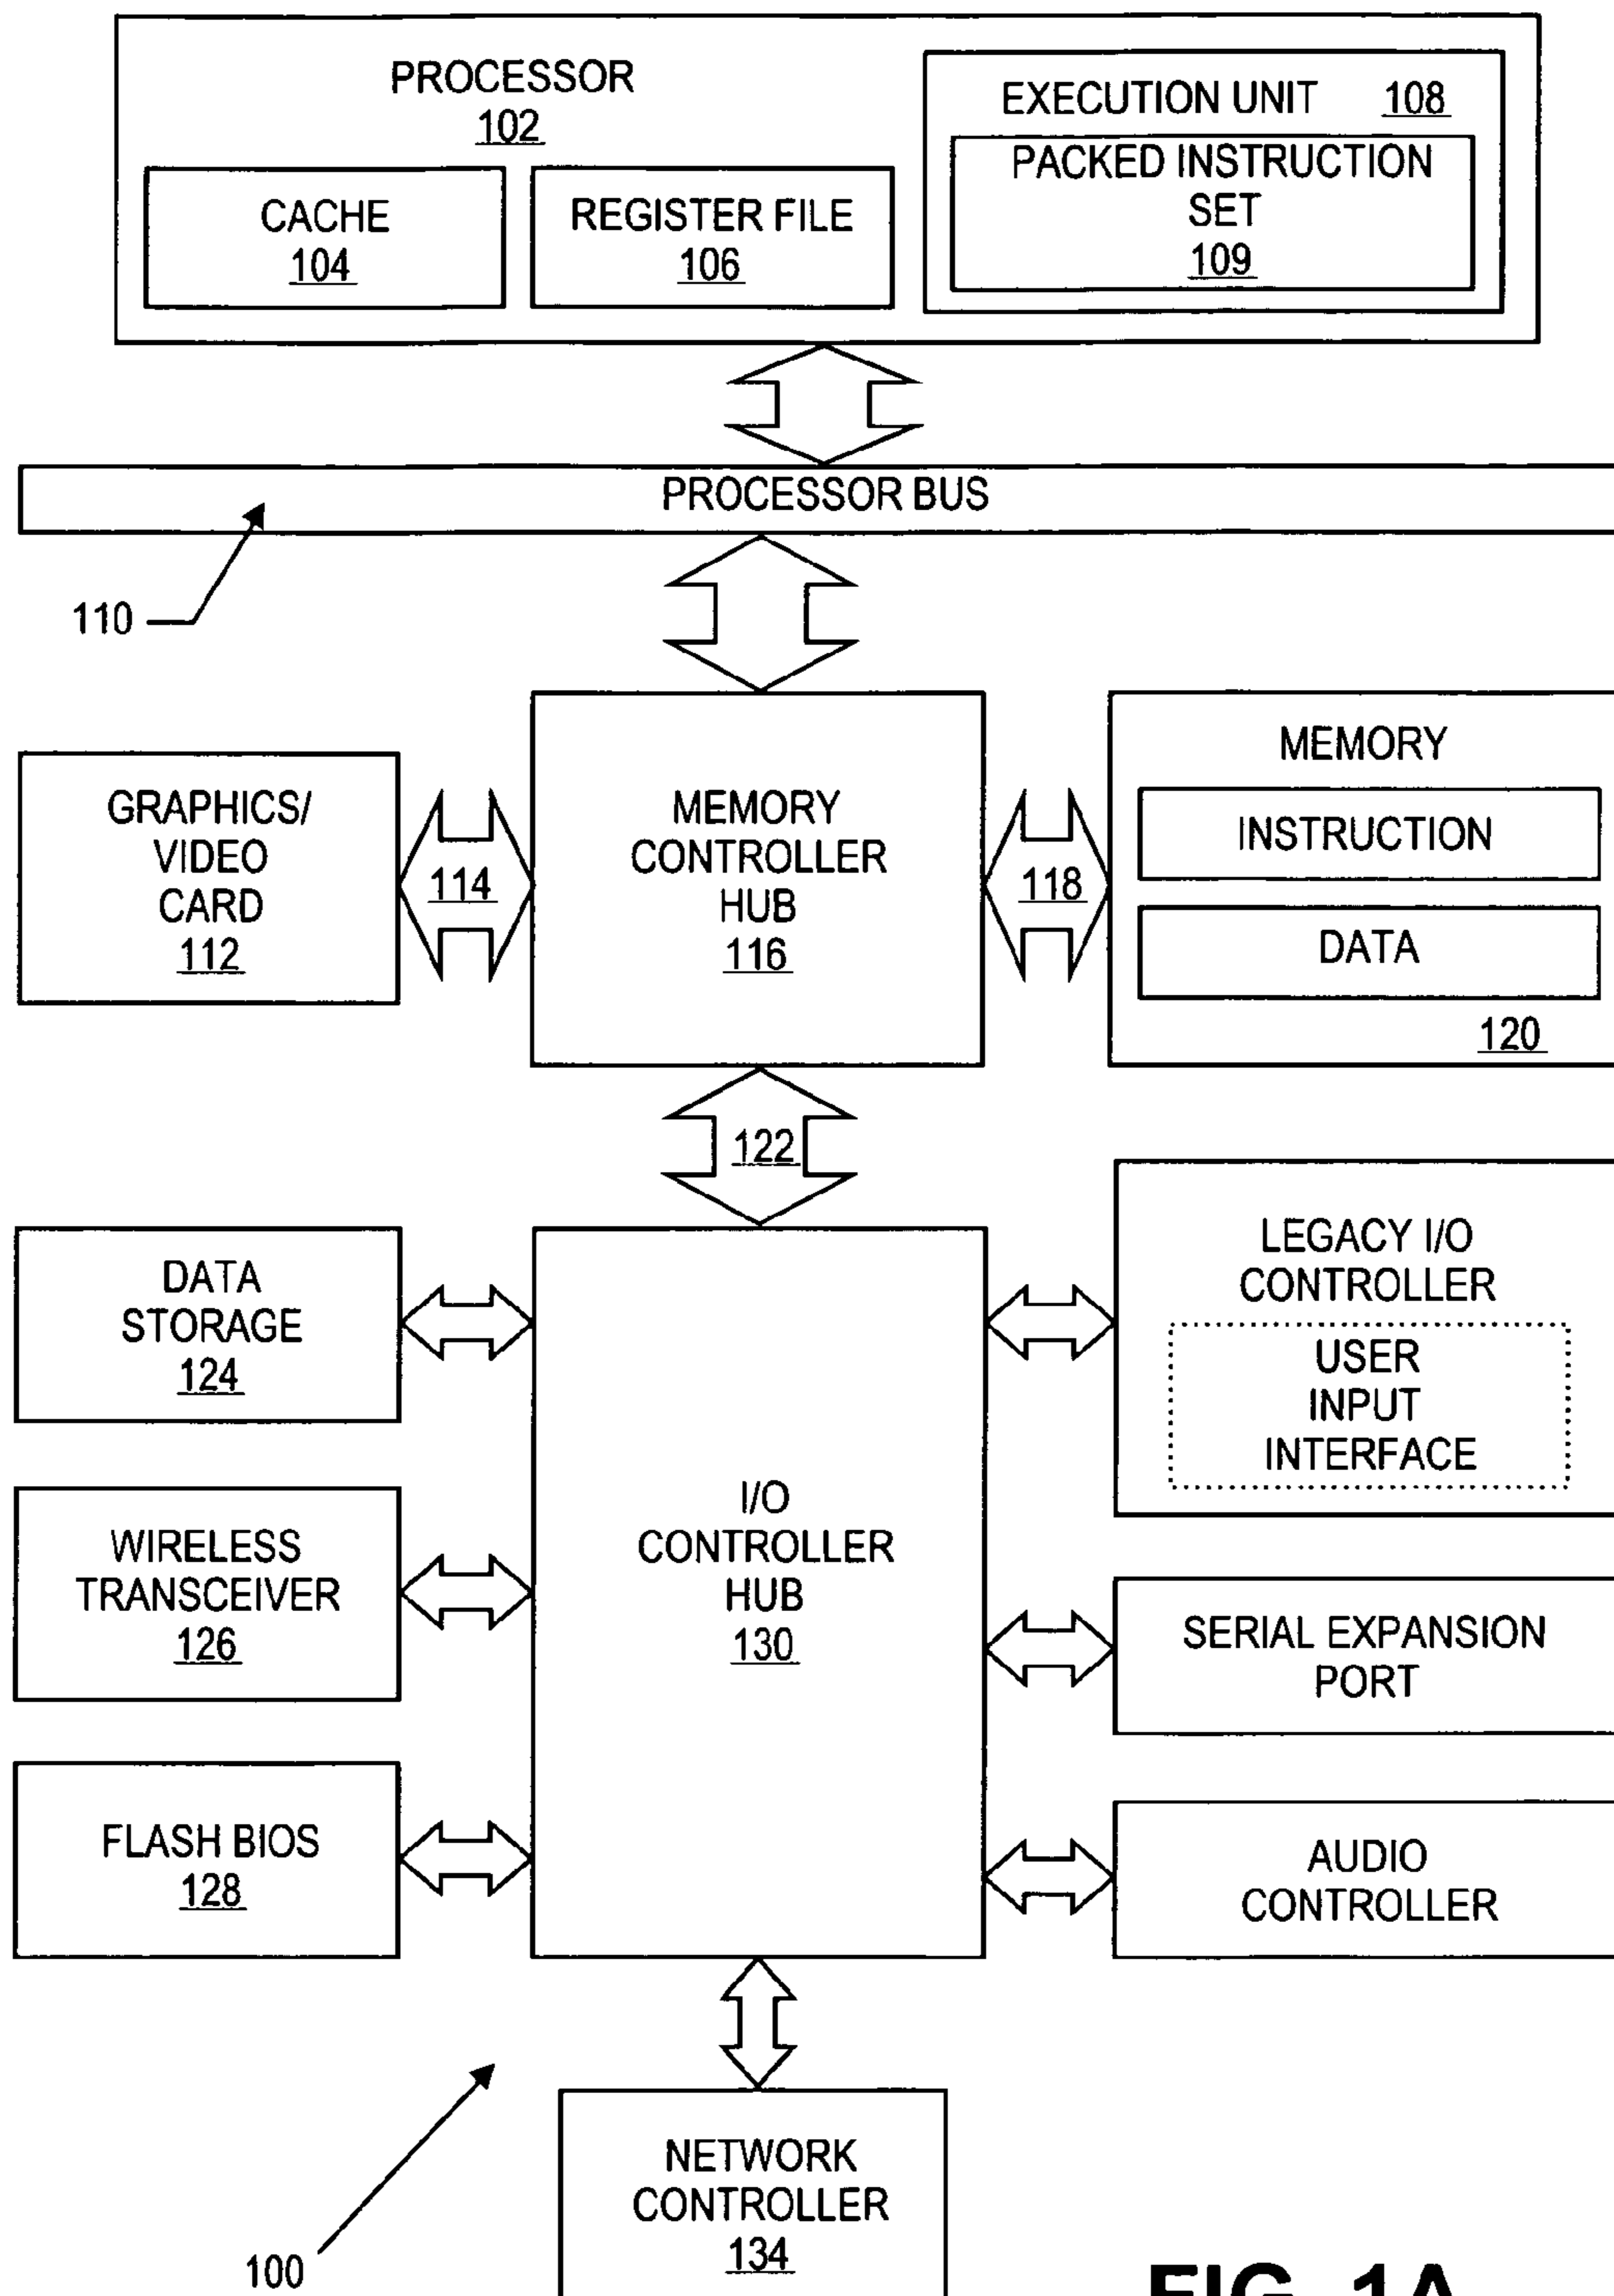 PROCESSOR
102
EXECUTION UNIT 108
PACKED INSTRUCTION
SET
109
CACHE
104
REGISTER FILE
106
PROCESSOR BUS
110
GRAPHICS/
VIDEO
CARD
112
114
MEMORY
CONTROLLER
HUB
116
118
MEMORY
INSTRUCTION
DATA
120
122
DATA
STORAGE
124
LEGACY I/O
CONTROLLER
USER
INPUT
INTERFACE
WIRELESS
TRANSCEIVER
126
I/O
CONTROLLER
HUB
130
SERIAL EXPANSION
PORT
FLASH BIOS
128
AUDIO
CONTROLLER
NETWORK
CONTROLLER
134
100
FIG. 1A